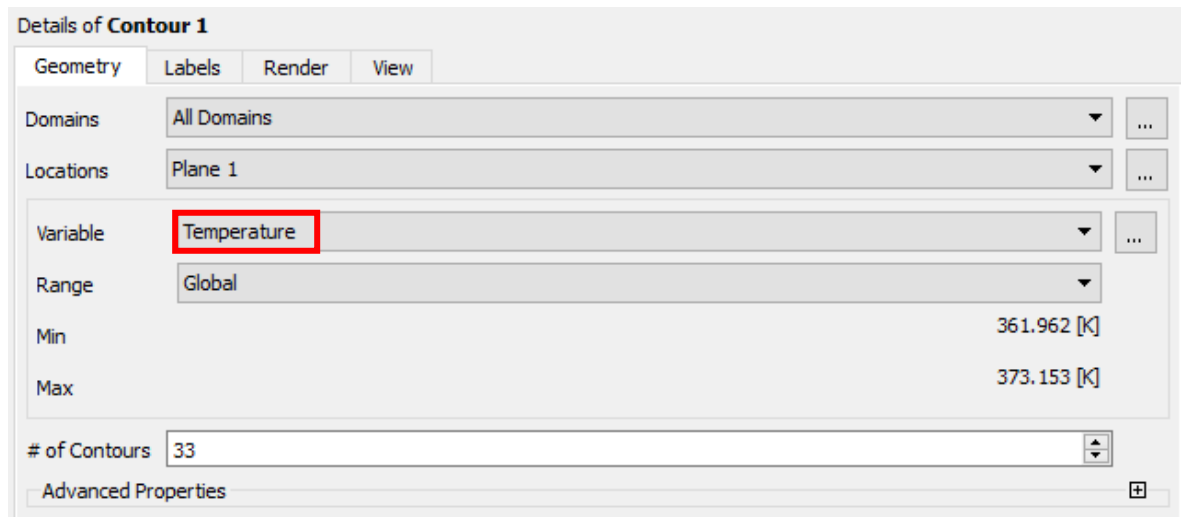 Details of Contour 1
Geometry Labels Render View
Domains All Domains ...
Locations Plane 1 ...
Variable Temperature ...
Range Global
Min 361.962 [K]
Max 373.153 [K]
# of Contours 33
Advanced Properties